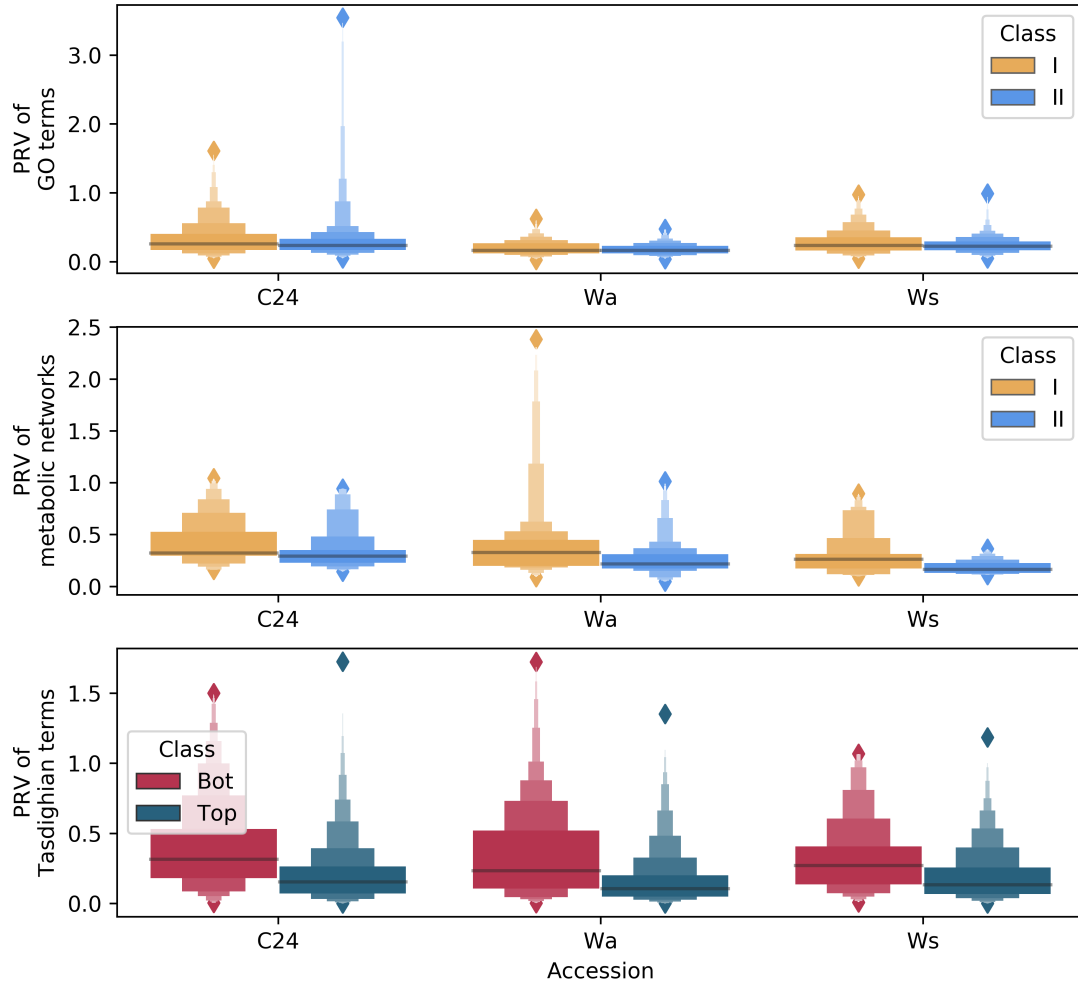 PRV of
GO terms
3.0
2.0
1.0
0.0
Class
I
II
C24
Wa
Ws
PRV of
metabolic networks
2.5
2.0
1.5
1.0
0.5
0.0
Class
I
II
C24
Wa
Ws
PRV of
Tasdighian terms
1.5
1.0
0.5
0.0
Class
Bot
Top
C24
Wa
Ws
Accession